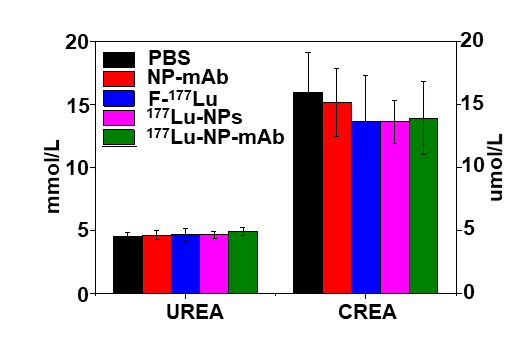 20
15
10
5
0
mmol/L
PBS
NP-mAb
F-¹⁷⁷Lu
¹⁷⁷Lu-NPs
¹⁷⁷Lu-NP-mAb
20
15
10
5
0
umol/L
UREA
CREA